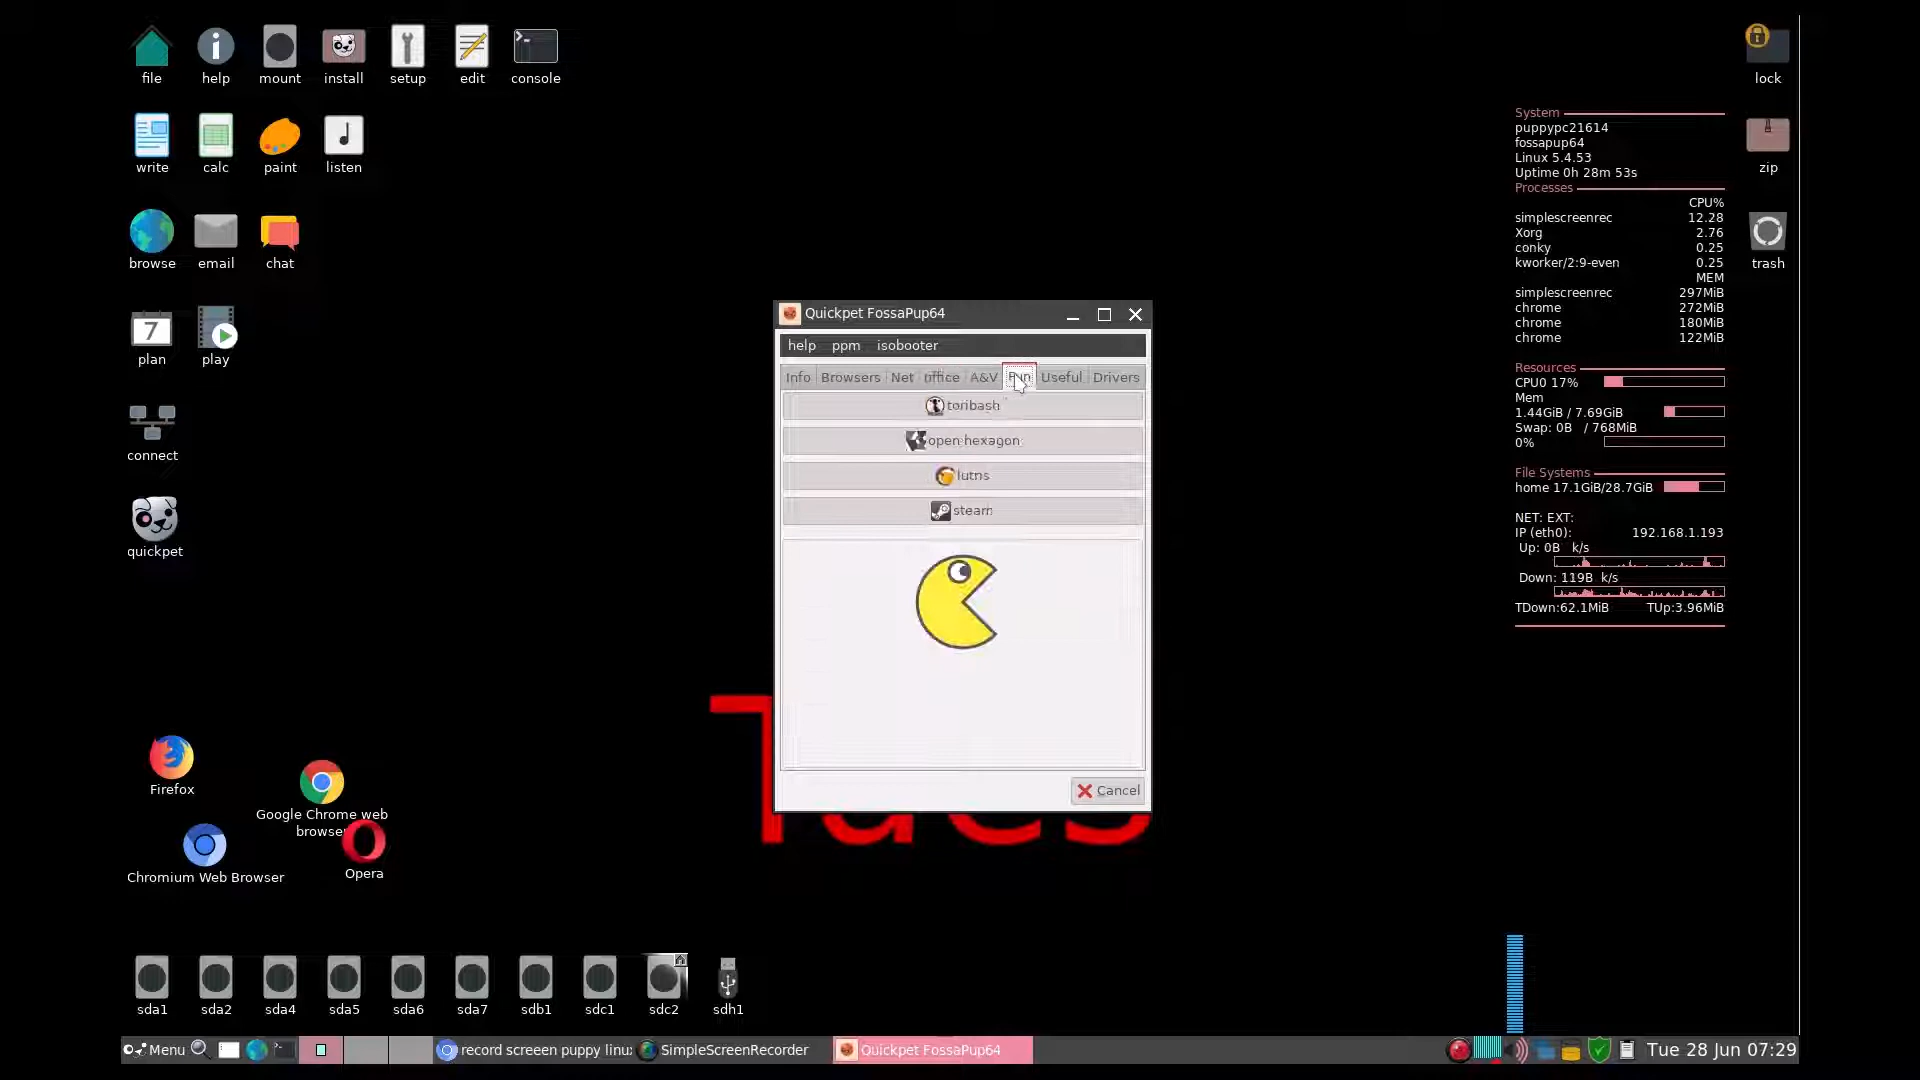 file help mount install setup edit console
lock
write calc paint listen
zip
browse email chat
trash
plan play
7
connect
quickpet
System
puppypc21614
fossapup64
Linux 5.4.53
Uptime 0h 28m 53s
Processes
CPU%
simplescreenrec 12.28
Xorg 2.76
conky 0.25
kworker/2:9-even 0.25
MEM
simplescreenrec 297MiB
chrome 272MiB
chrome 180MiB
chrome 122MiB
Resources
CPU0 17%
Mem
1.44GiB / 7.69GiB
Swap: 0B / 768MiB
0%
File Systems
home 17.1GiB/28.7GiB
NET: EXT:
IP (eth0): 192.168.1.193
Up: 0B k/s
Down: 119B k/s
TDown:62.1MiB TUp:3.96MiB
Quickpet FossaPup64
help ppm isobooter
Info Browsers Net Office A&V Fun Useful Drivers
toribash
open hexagon
lutris
steam
Cancel
Firefox
Google Chrome web
browser
Chromium Web Browser
Opera
sda1 sda2 sda4 sda5 sda6 sda7 sdb1 sdc1 sdc2 sdh1
Menu record screeen puppy linux SimpleScreenRecorder Quickpet FossaPup64 Tue 28 Jun 07:29